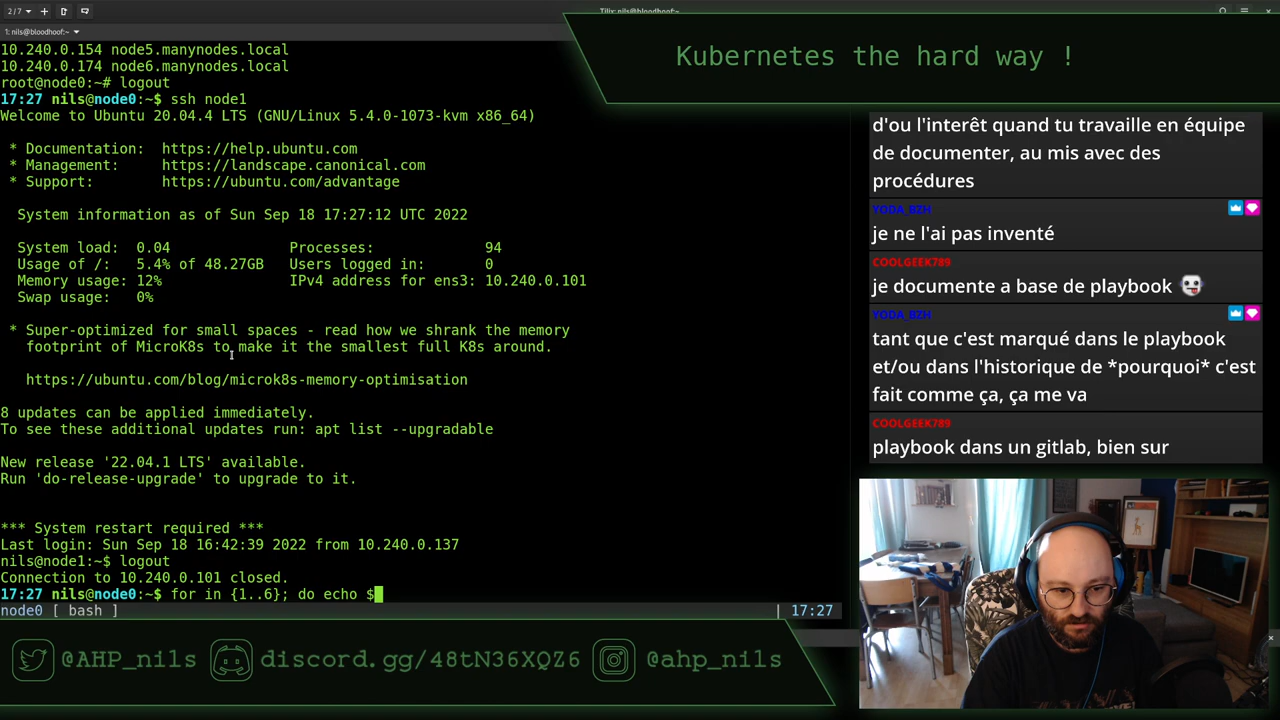 2/7
Tilix: nils@bloodhoof:~
1: nils@bloodhoof:~
10.240.0.154 node5.manynodes.local
10.240.0.174 node6.manynodes.local
root@node0:~# logout
17:27 nils@node0:~$ ssh node1
Welcome to Ubuntu 20.04.4 LTS (GNU/Linux 5.4.0-1073-kvm x86_64)
* Documentation: https://help.ubuntu.com
* Management: https://landscape.canonical.com
* Support: https://ubuntu.com/advantage
System information as of Sun Sep 18 17:27:12 UTC 2022
System load: 0.04 Processes: 94
Usage of /: 5.4% of 48.27GB Users logged in: 0
Memory usage: 12% IPv4 address for ens3: 10.240.0.101
Swap usage: 0%
* Super-optimized for small spaces - read how we shrank the memory
footprint of MicroK8s to make it the smallest full K8s around.
https://ubuntu.com/blog/microk8s-memory-optimisation
8 updates can be applied immediately.
To see these additional updates run: apt list --upgradable
New release '22.04.1 LTS' available.
Run 'do-release-upgrade' to upgrade to it.
*** System restart required ***
Last login: Sun Sep 18 16:42:39 2022 from 10.240.0.137
nils@node1:~$ logout
Connection to 10.240.0.101 closed.
17:27 nils@node0:~$ for in {1..6}; do echo $
node0 [ bash ] | 17:27
Kubernetes the hard way !
d'ou l'interêt quand tu travaille en équipe
de documenter, au mis avec des
procédures
YODA_BZH
je ne l'ai pas inventé
COOLGEEK789
je documente a base de playbook
YODA_BZH
tant que c'est marqué dans le playbook
et/ou dans l'historique de *pourquoi* c'est
fait comme ça, ça me va
COOLGEEK789
playbook dans un gitlab, bien sur
@AHP_nils discord.gg/48tN36XQZ6 @ahp_nils